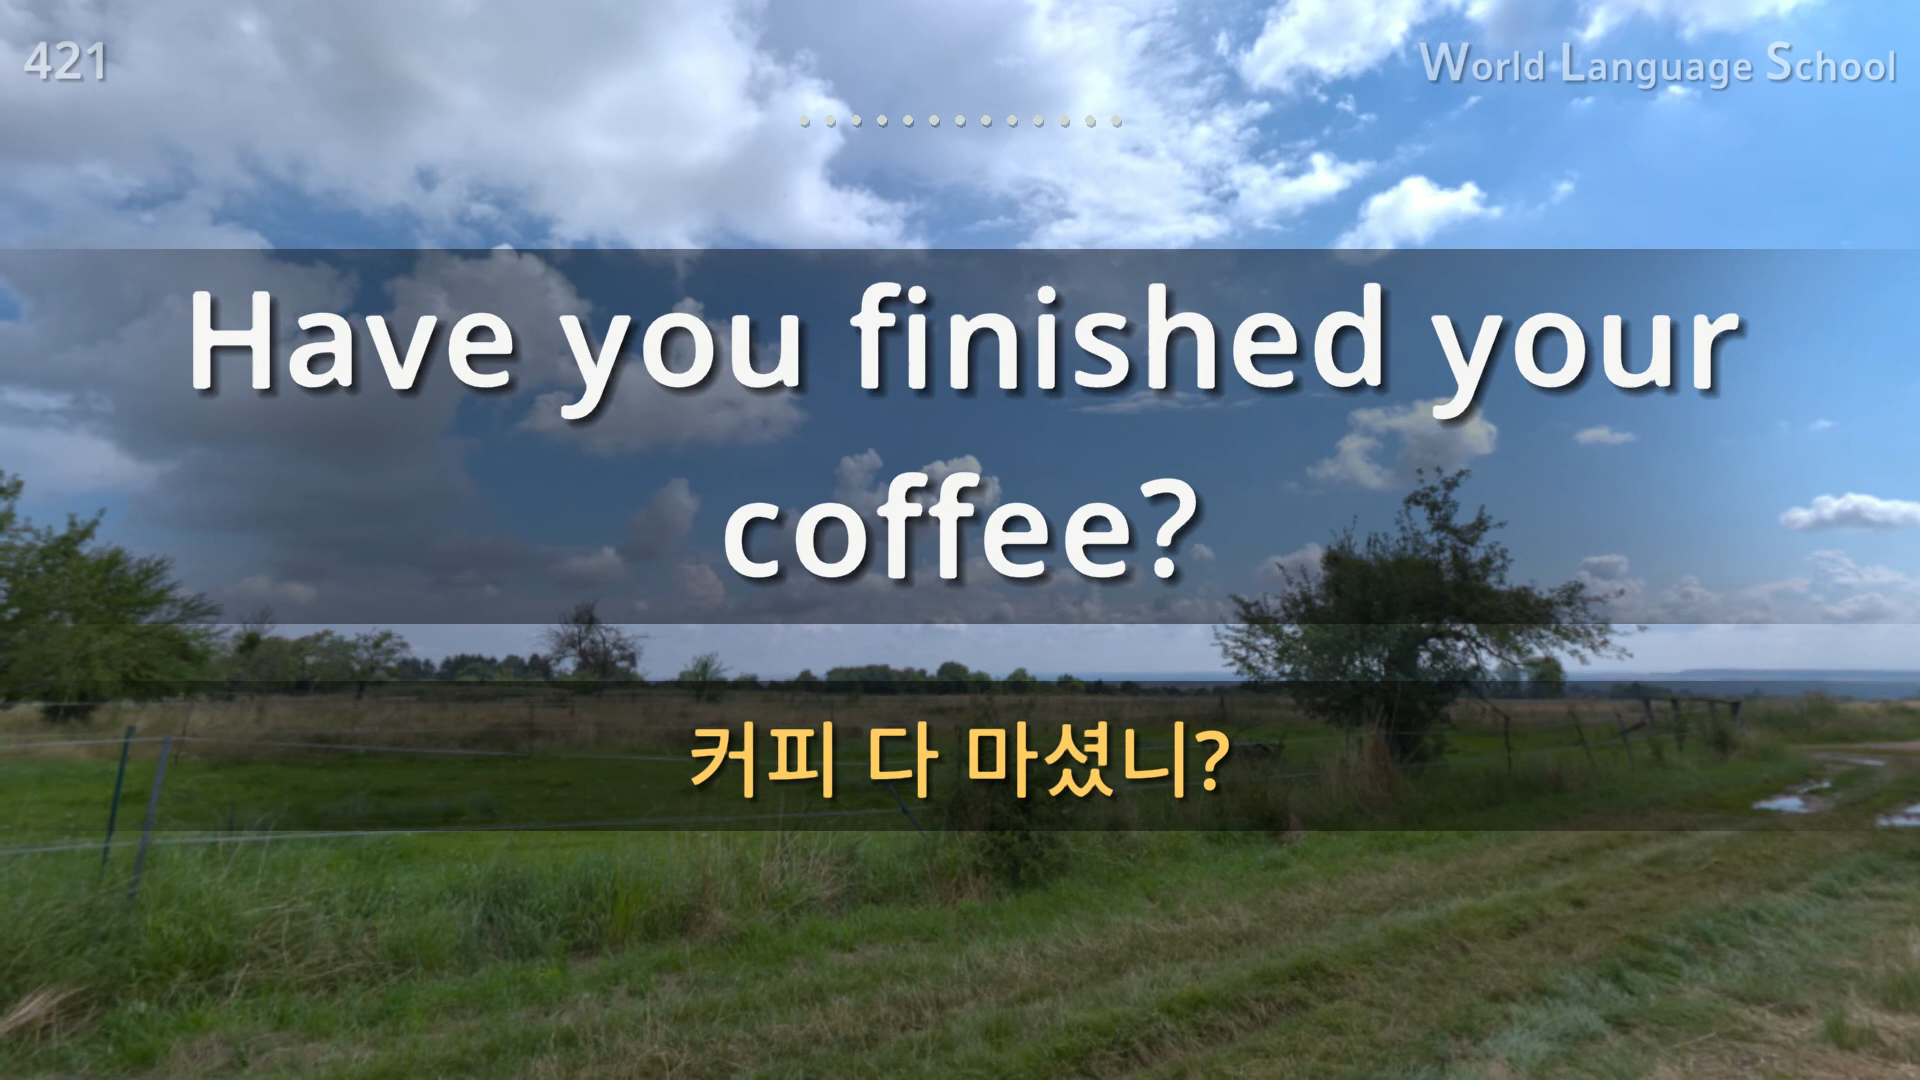 421
World Language School
Have you finished your
coffee?
커피 다 마셨니?